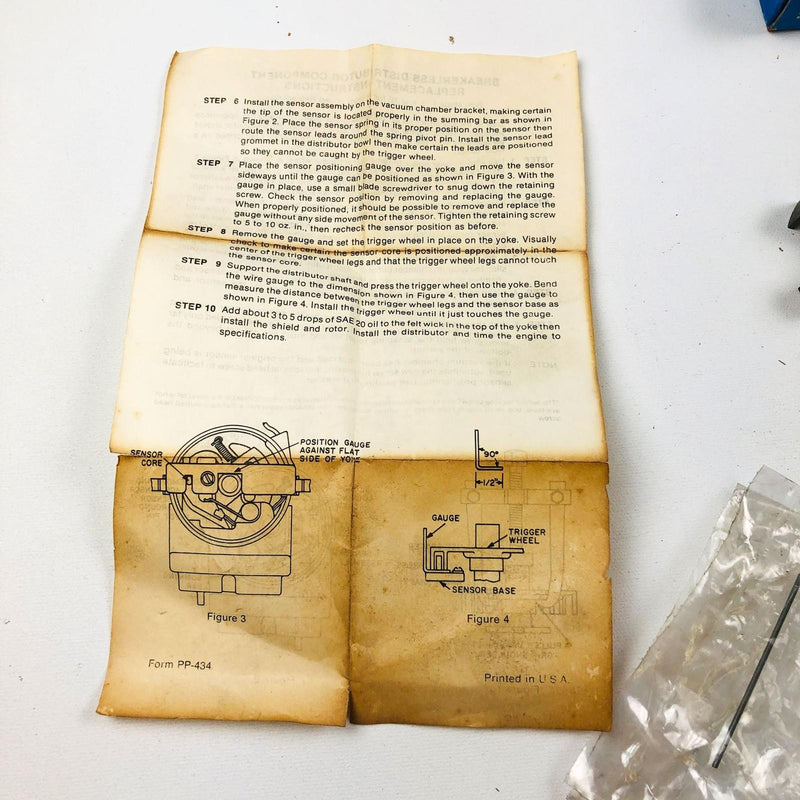 STEP 6 Install the sensor assembly on the vacuum chamber bracket, making certain
the tip of the sensor is located properly in the summing bar as shown in
Figure 2. Place the sensor spring in its proper position on the sensor then
route the sensor leads around the spring pivot pin. Install the sensor lead
grommet in the distributor bowl then make certain the leads are positioned
so they cannot be caught by the trigger wheel.
STEP 7 Place the sensor positioning gauge over the yoke and move the sensor
sideways until the gauge can be positioned as shown in Figure 3. With the
gauge in place, use a small blade screwdriver to snug down the retaining
screw. Check the sensor position by removing and replacing the gauge.
When properly positioned, it should be possible to remove and replace the
gauge without any side movement of the sensor. Tighten the retaining screw
to 5 to 10 oz. in., then recheck the sensor position as before.
STEP 8 Remove the gauge and set the trigger wheel in place on the yoke. Visually
check to make certain the sensor core is positioned approximately in the
center of the trigger wheel legs and that the trigger wheel legs cannot touch
the sensor core.
STEP 9 Support the distributor shaft and press the trigger wheel onto the yoke. Bend
the wire gauge to the dimension shown in Figure 4, then use the gauge to
measure the distance between the trigger wheel legs and the sensor base as
shown in Figure 4. Install the trigger wheel until it just touches the gauge.
STEP 10 Add about 3 to 5 drops of SAE 20 oil to the felt wick in the top of the yoke then
install the shield and rotor. Install the distributor and time the engine to
specifications.
SENSOR
CORE
POSITION GAUGE
AGAINST FLAT
SIDE OF YOKE
90°
1/2"
GAUGE
TRIGGER
WHEEL
SENSOR BASE
Figure 3
Figure 4
Form PP-434
Printed in U.S.A.